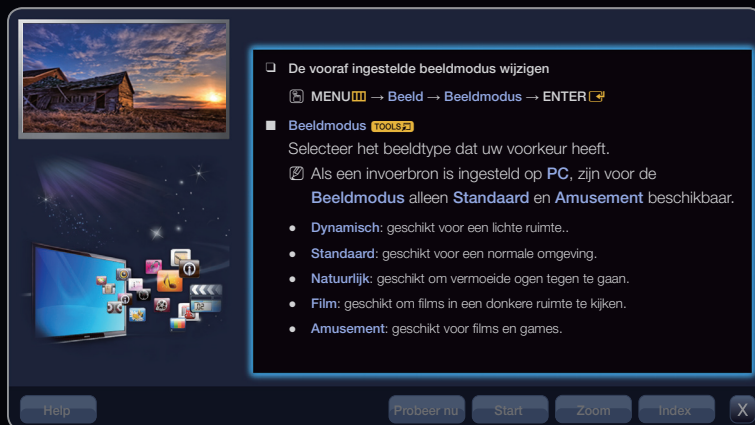 ❏ De vooraf ingestelde beeldmodus wijzigen
MENU → Beeld → Beeldmodus → ENTER
■ Beeldmodus TOOLS
Selecteer het beeldtype dat uw voorkeur heeft.
Als een invoerbron is ingesteld op PC, zijn voor de
Beeldmodus alleen Standaard en Amusement beschikbaar.
● Dynamisch: geschikt voor een lichte ruimte..
● Standaard: geschikt voor een normale omgeving.
● Natuurlijk: geschikt om vermoeide ogen tegen te gaan.
● Film: geschikt om films in een donkere ruimte te kijken.
● Amusement: geschikt voor films en games.
Help Probeer nu Start Zoom Index X